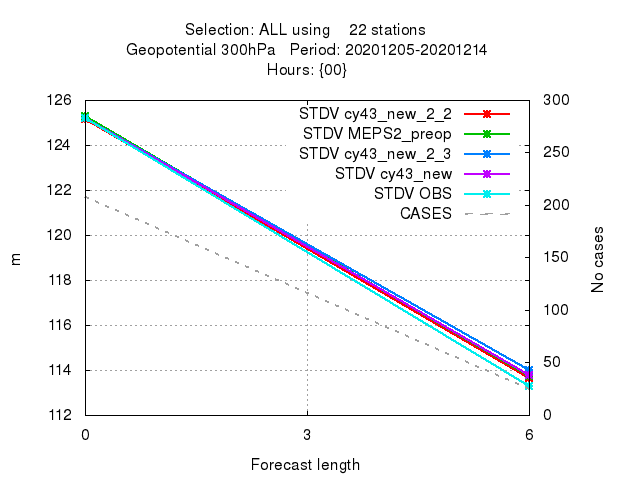 Selection: ALL using 22 stations
Geopotential 300hPa Period: 20201205-20201214
Hours: {00}
126 300
STDV cy43_new_2_2
STDV MEPS2_preop
124 250
STDV cy43_new_2_3
STDV cy43_new
122 STDV OBS 200
CASES
120
118 150
116 100
114 50
112 0
m
No cases
0 3 6
Forecast length